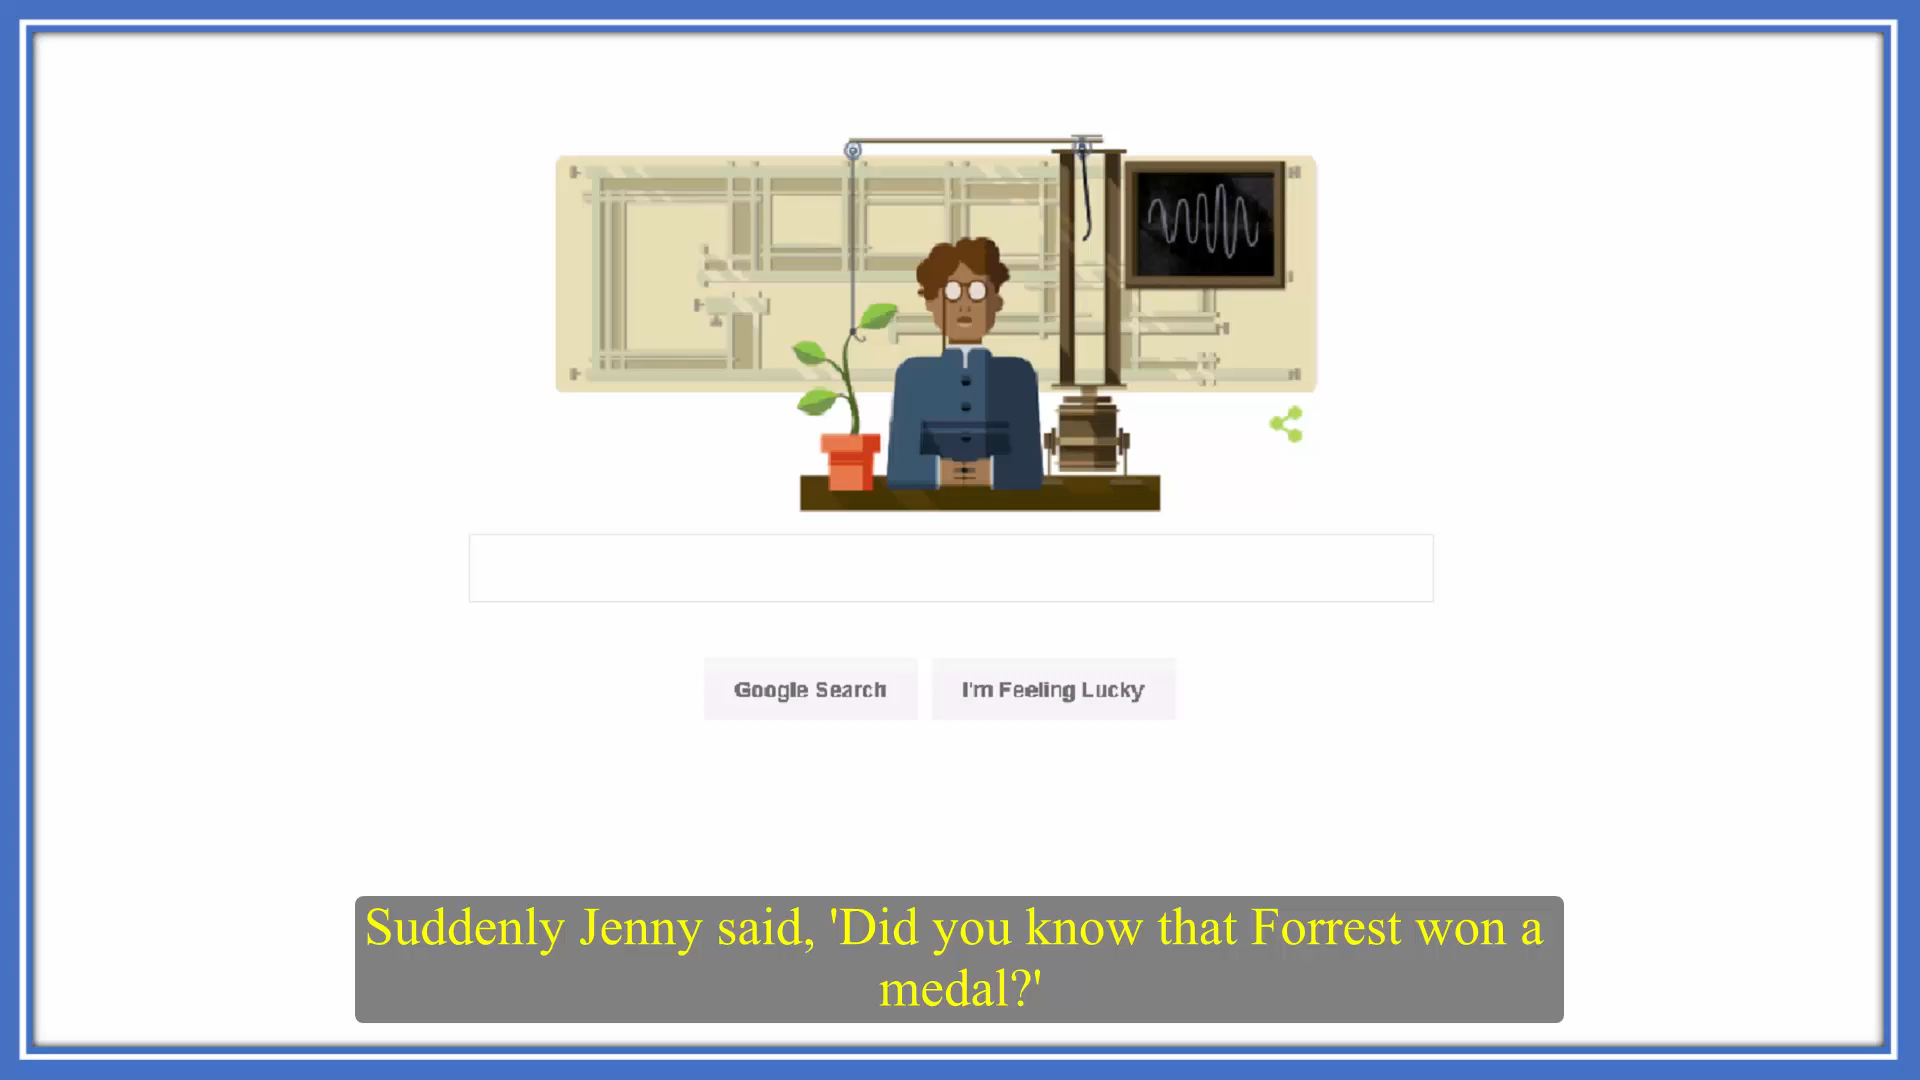 Google Search
I'm Feeling Lucky
Suddenly Jenny said, 'Did you know that Forrest won a
medal?'